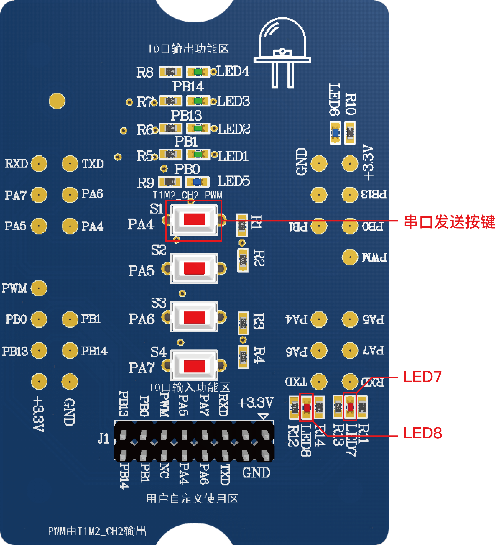 IO口输出功能区
R8 LED4
PB14
R7 LED3
PB13
R6 LED2
PB1
R5 LED1
PB0
R9 LED5
TIM2_CH2_PWM
LED6 R10
RXD TXD
PA7 PA6
PA5 PA4
PWM
PB0 PB1
PB13 PB14
+3.3V GND
S1
PA4
R1
S2
PA5
R2
S3
PA6
R3
S4
PA7
R4
IO口输入功能区
GND +3.3V
PB13
PB1 PB0
PWM
PA4 PA5
PA6 PA7
TXD RXD
R12 LED8 R14 R13 LED7 R11
串口发送按键
LED7
LED8
PB13 PB0 PWM PA5 PA7 RXD +3.3V
J1
PB14 PB1 NC PA4 PA6 TXD GND
用户自定义使用区
PWM由TIM2_CH2输出